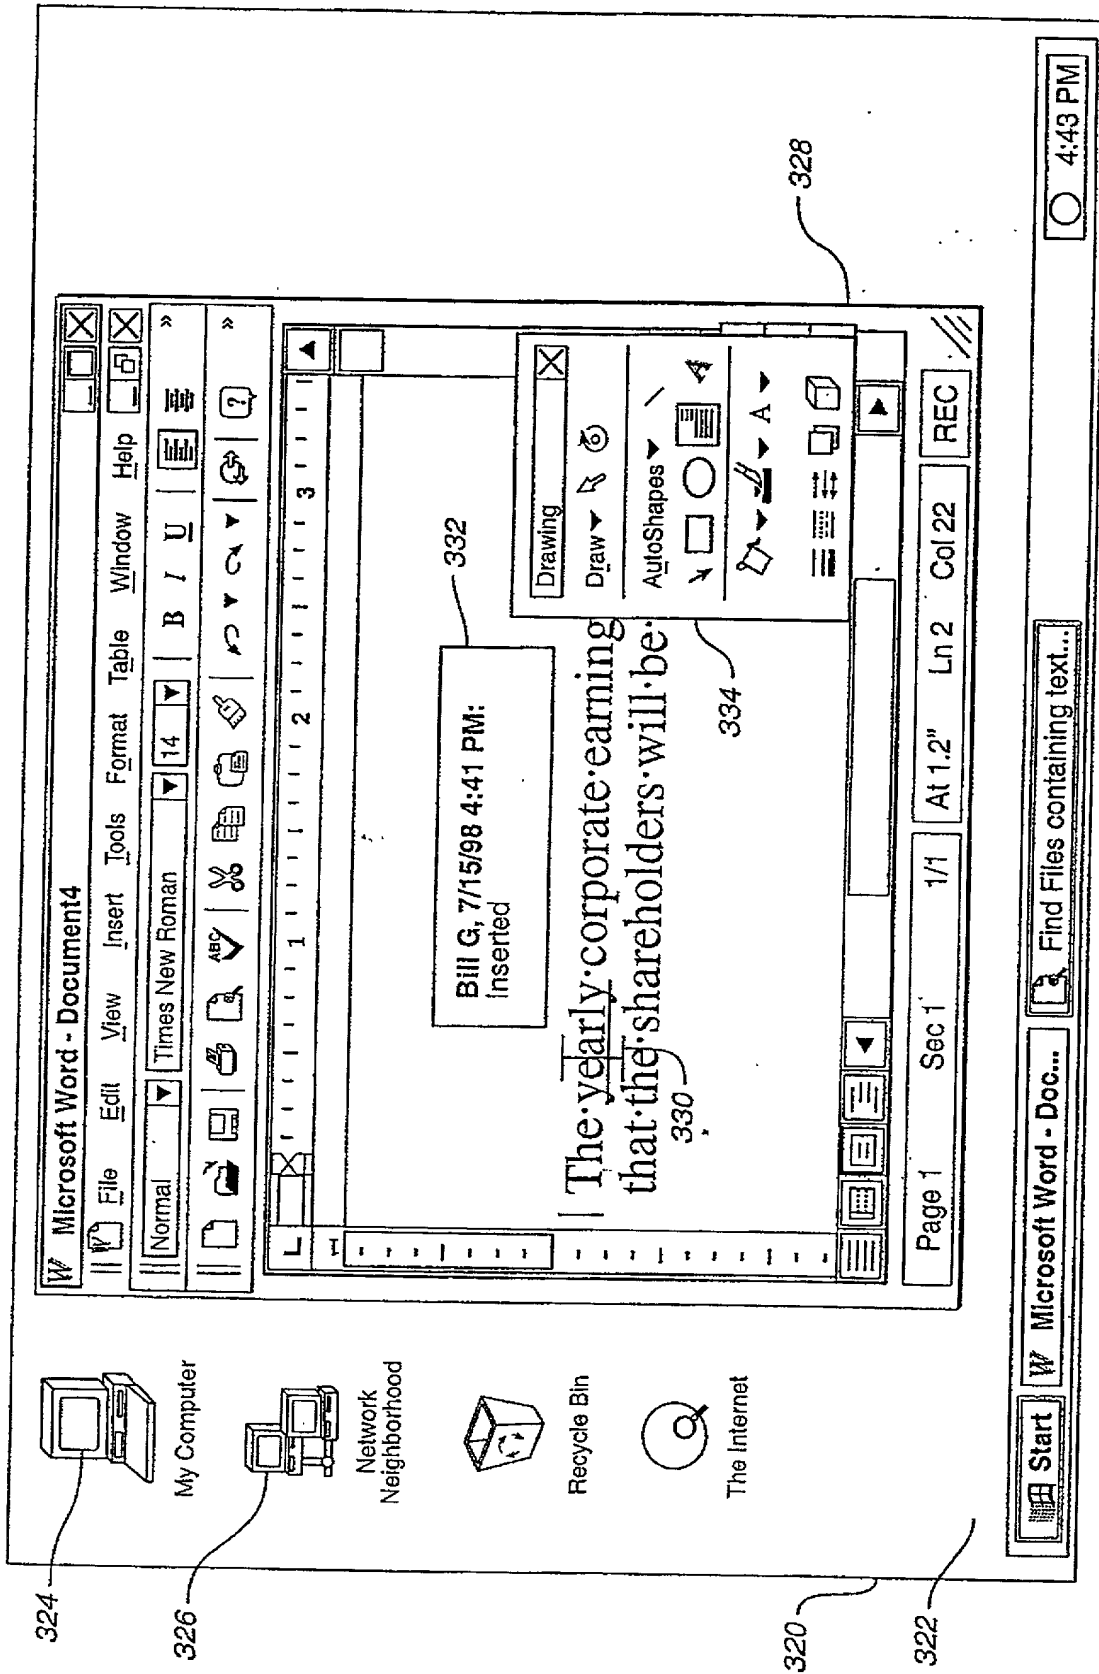 324
My Computer
326
Network
Neighborhood
Recycle Bin
The Internet
320
322
W Microsoft Word - Document4
File Edit View Insert Tools Format Table Window Help
Normal Times New Roman 14 B I U »
ABC ? »
L 1 2 3
332
Bill G, 7/15/98 4:41 PM:
Inserted
The·yearly·corporate·earning
that·the·shareholders·will·be·
330
Drawing
Draw
AutoShapes
A
A
334
328
Page 1 Sec 1 1/1 At 1.2" Ln 2 Col 22 REC
Start W Microsoft Word - Doc... Find Files containing text... 4:43 PM